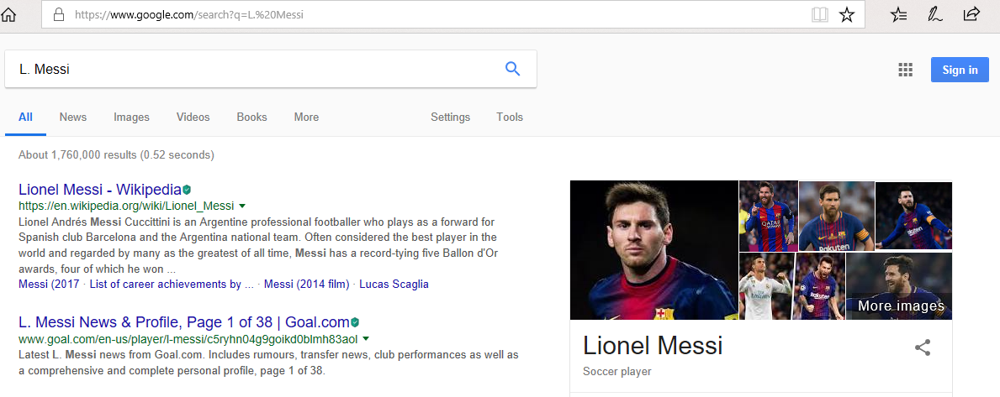 https://www.google.com/search?q=L.%20Messi
L. Messi
Sign in
All News Images Videos Books More Settings Tools
About 1,760,000 results (0.52 seconds)
Lionel Messi - Wikipedia
https://en.wikipedia.org/wiki/Lionel_Messi
Lionel Andrés Messi Cuccittini is an Argentine professional footballer who plays as a forward for
Spanish club Barcelona and the Argentina national team. Often considered the best player in the
world and regarded by many as the greatest of all time, Messi has a record-tying five Ballon d'Or
awards, four of which he won ...
Messi (2017 · List of career achievements by ... · Messi (2014 film) · Lucas Scaglia
L. Messi News & Profile, Page 1 of 38 | Goal.com
www.goal.com/en-us/player/l-messi/c5ryhn04g9goikd0blmh83aol
Latest L. Messi news from Goal.com. Includes rumours, transfer news, club performances as well as
a comprehensive and complete personal profile, page 1 of 38.
Rakuten
Rakuten
More images
Lionel Messi
Soccer player